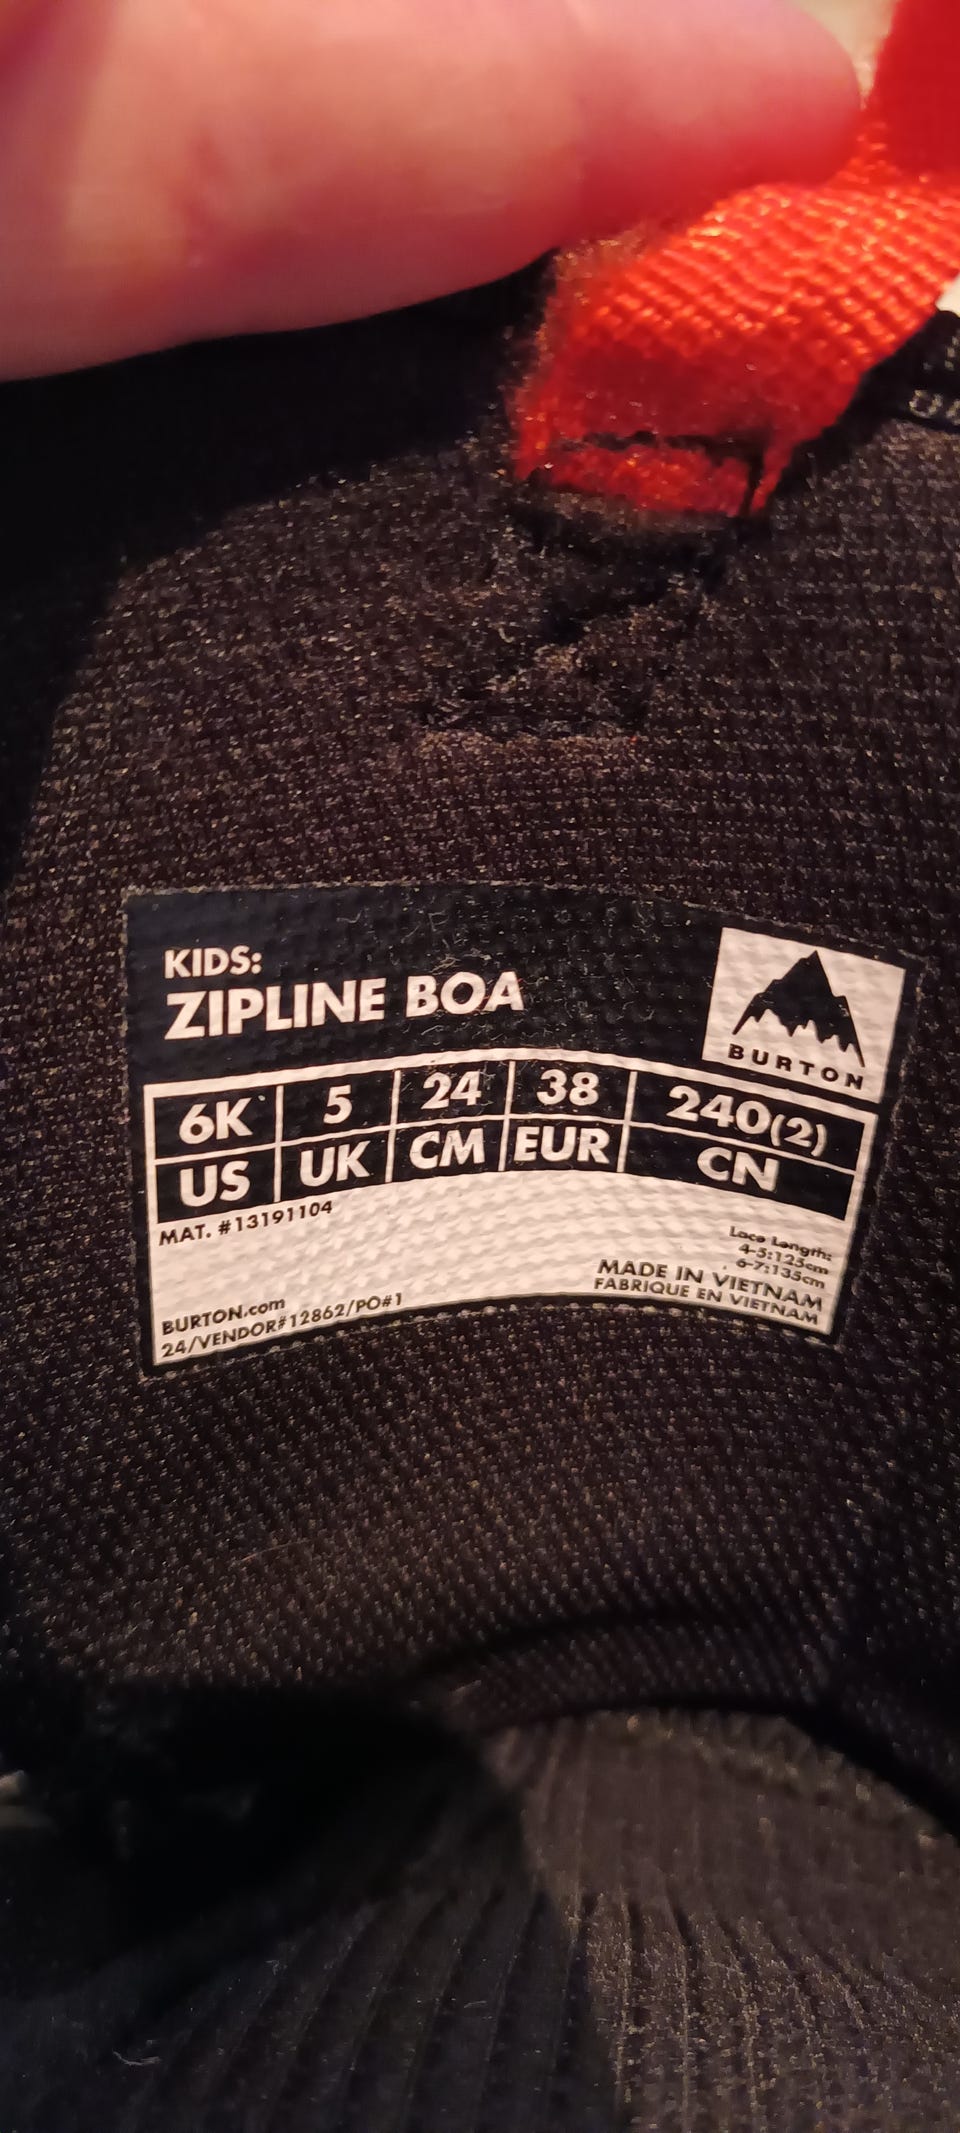 KIDS:
ZIPLINE BOA
BURTON
6K 5 24 38 240(2)
US UK CM EUR CN
MAT. #13191104
Lace Length:
4-5:125cm
6-7:135cm
MADE IN VIETNAM
FABRIQUE EN VIETNAM
BURTON.com
24/VENDOR#12862/PO#1